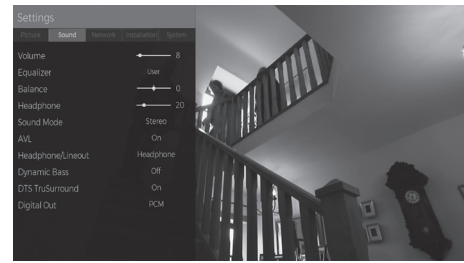 Settings
Picture Sound Network Installation System
Volume 8
Equalizer User
Balance 0
Headphone 20
Sound Mode Stereo
AVL On
Headphone/Lineout Headphone
Dynamic Bass Off
DTS TruSurround On
Digital Out PCM